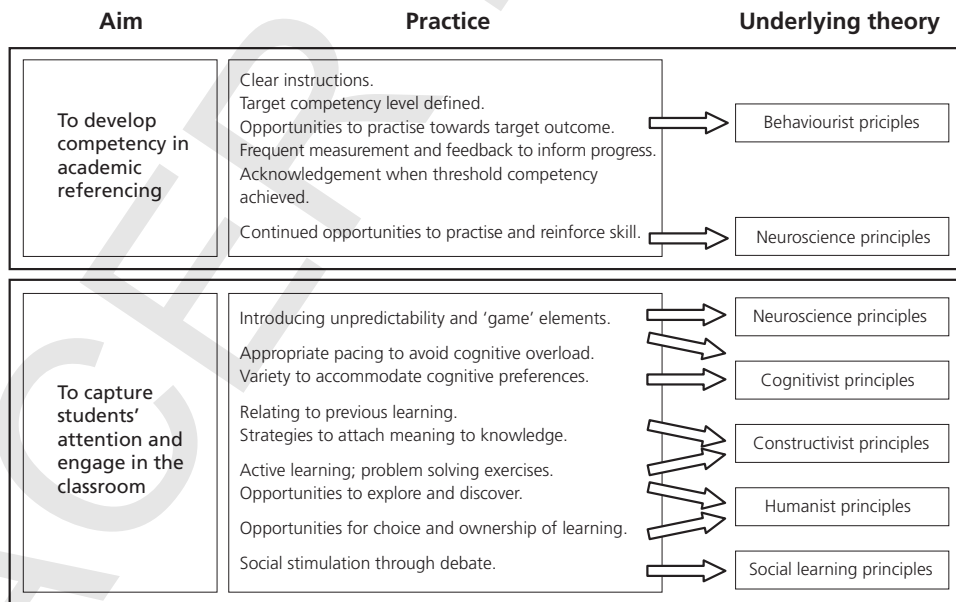 Aim
Practice
Underlying theory
To develop
competency in
academic
referencing
Clear instructions.
Target competency level defined.
Opportunities to practise towards target outcome.
Frequent measurement and feedback to inform progress.
Acknowledgement when threshold competency
achieved.
Continued opportunities to practise and reinforce skill.
Behaviourist priciples
Neuroscience principles
To capture
students’
attention and
engage in the
classroom
Introducing unpredictability and ‘game’ elements.
Appropriate pacing to avoid cognitive overload.
Variety to accommodate cognitive preferences.
Relating to previous learning.
Strategies to attach meaning to knowledge.
Active learning; problem solving exercises.
Opportunities to explore and discover.
Opportunities for choice and ownership of learning.
Social stimulation through debate.
Neuroscience principles
Cognitivist principles
Constructivist principles
Humanist principles
Social learning principles